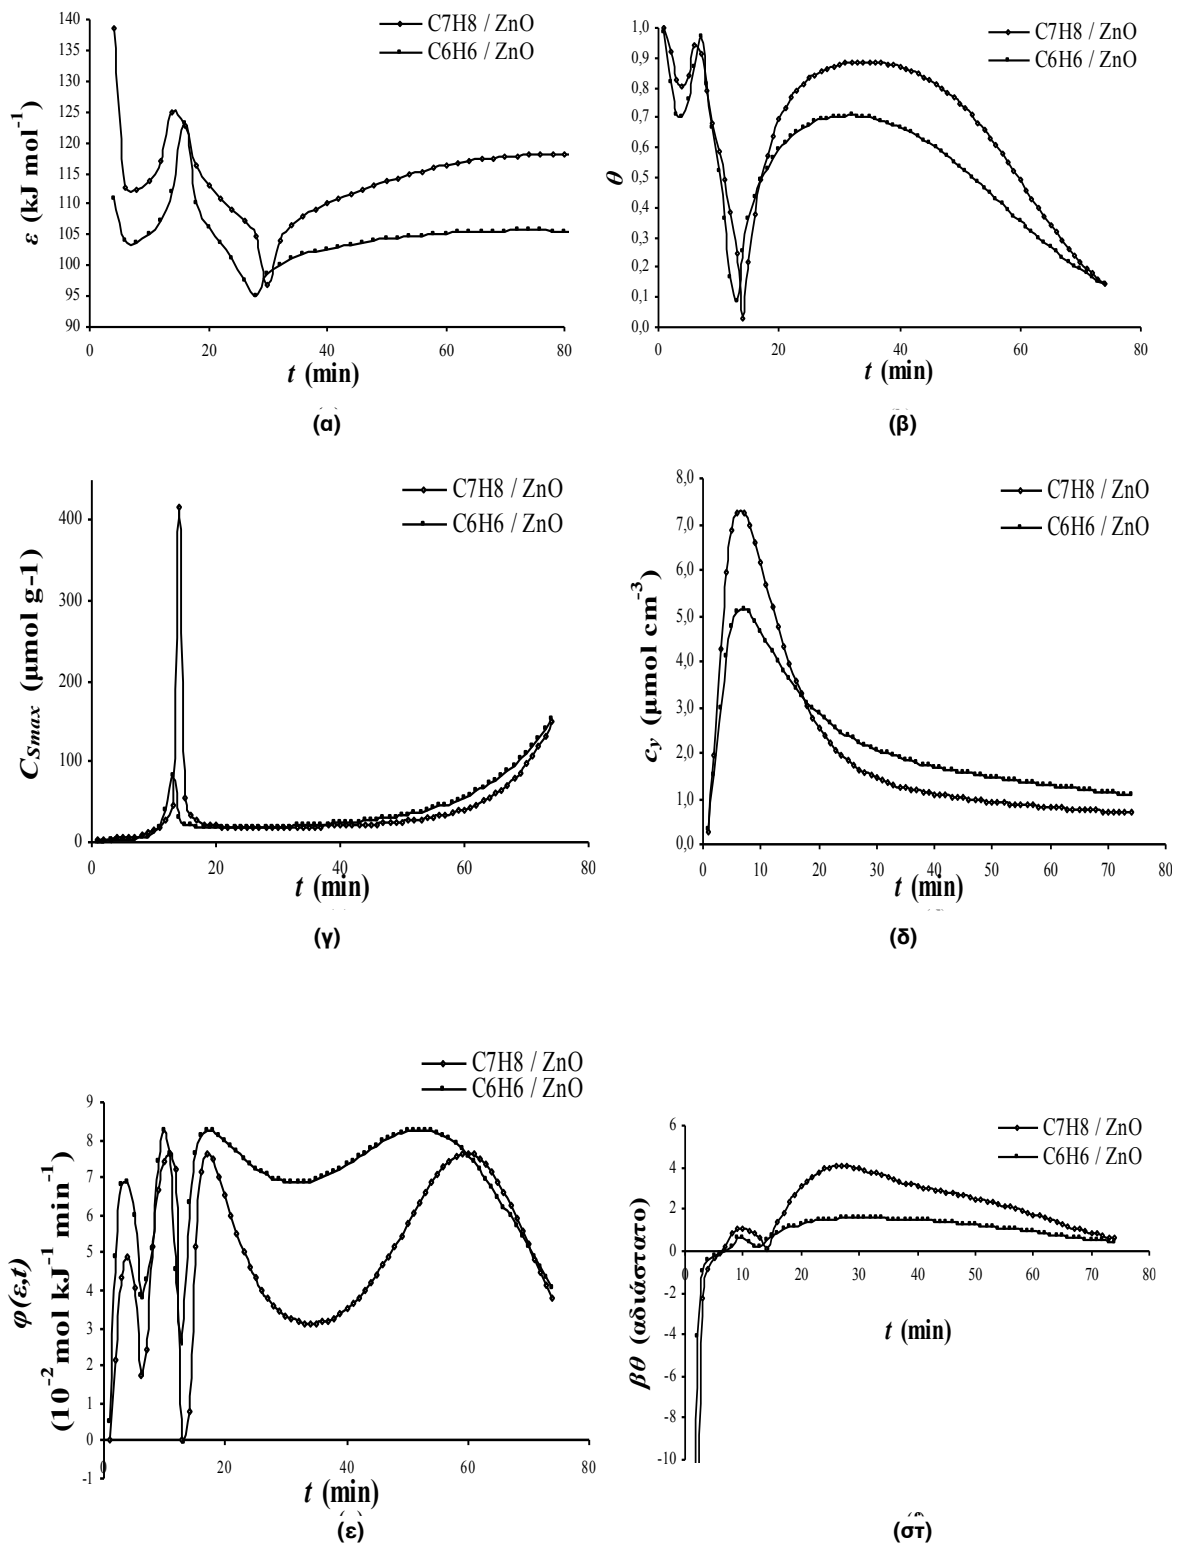 C7H8 / ZnO
C6H6 / ZnO
140
135
130
125
120
115
110
105
100
95
90
ε (kJ mol⁻¹)
0 20 40 60 80
t (min)
(α)
C7H8 / ZnO
C6H6 / ZnO
1,0
0,9
0,8
0,7
0,6
0,5
0,4
0,3
0,2
0,1
0,0
θ
0 20 40 60 80
t (min)
(β)
C7H8 / ZnO
C6H6 / ZnO
400
300
200
100
0
C_Smax (μmol g-1)
0 20 40 60 80
t (min)
(γ)
C7H8 / ZnO
C6H6 / ZnO
8,0
7,0
6,0
5,0
4,0
3,0
2,0
1,0
0,0
c_y (μmol cm⁻³)
0 10 20 30 40 50 60 70 80
t (min)
(δ)
C7H8 / ZnO
C6H6 / ZnO
9
8
7
6
5
4
3
2
1
0
-1
φ(ε,t)
(10⁻² mol kJ⁻¹ min⁻¹)
20 40 60 80
t (min)
(ε)
C7H8 / ZnO
C6H6 / ZnO
6
4
2
0
-2
-4
-6
-8
-10
βθ (αδιάστατο)
0 10 20 30 40 50 60 70 80
t (min)
(στ)